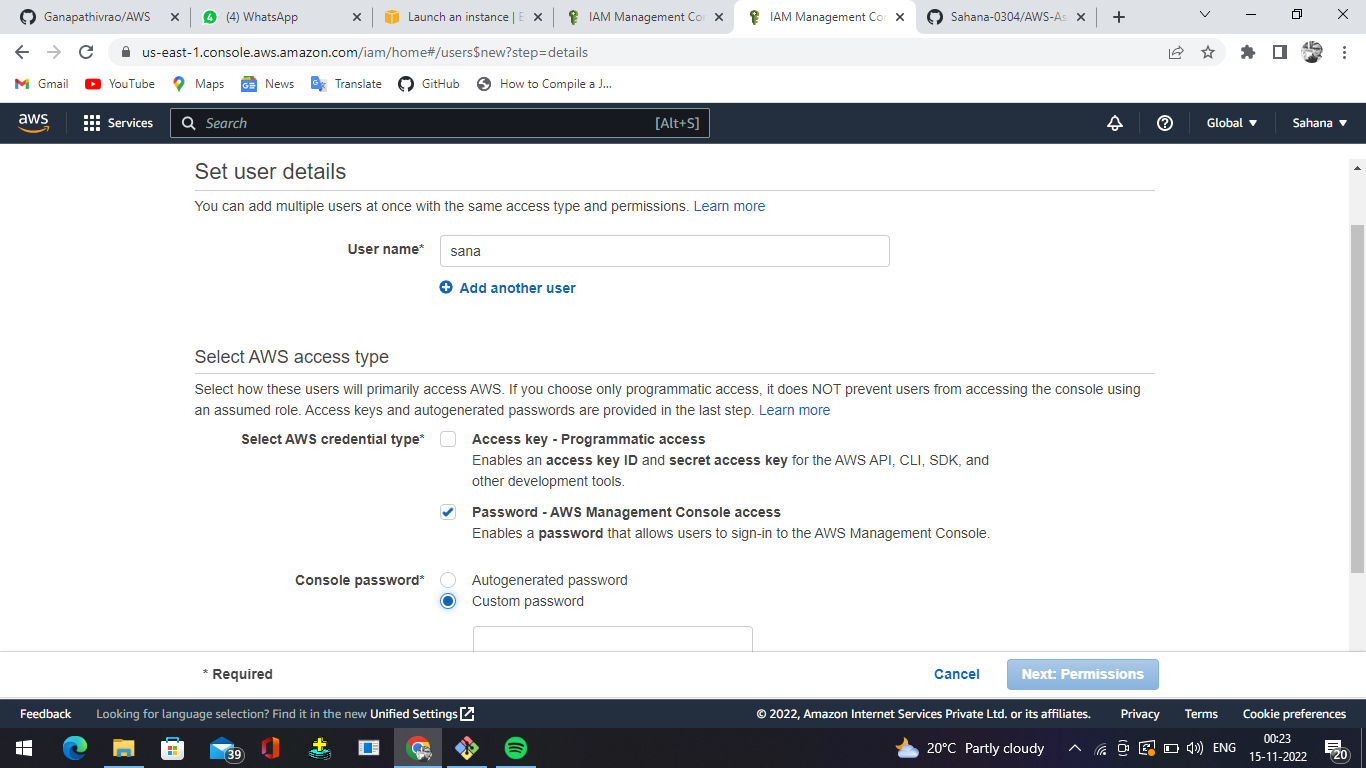 Ganapathivrao/AWS
(4) WhatsApp
Launch an instance | E
IAM Management Co
IAM Management Co
Sahana-0304/AWS-As
us-east-1.console.aws.amazon.com/iam/home#/users$new?step=details
Gmail YouTube Maps News Translate GitHub How to Compile a J...
aws Services Search [Alt+S] Global Sahana
Set user details
You can add multiple users at once with the same access type and permissions. Learn more
User name* sana
Add another user
Select AWS access type
Select how these users will primarily access AWS. If you choose only programmatic access, it does NOT prevent users from accessing the console using
an assumed role. Access keys and autogenerated passwords are provided in the last step. Learn more
Select AWS credential type* Access key - Programmatic access
Enables an access key ID and secret access key for the AWS API, CLI, SDK, and
other development tools.
Password - AWS Management Console access
Enables a password that allows users to sign-in to the AWS Management Console.
Console password* Autogenerated password
Custom password
* Required Cancel Next: Permissions
Feedback Looking for language selection? Find it in the new Unified Settings © 2022, Amazon Internet Services Private Ltd. or its affiliates. Privacy Terms Cookie preferences
39 20°C Partly cloudy ENG 00:23
15-11-2022 20